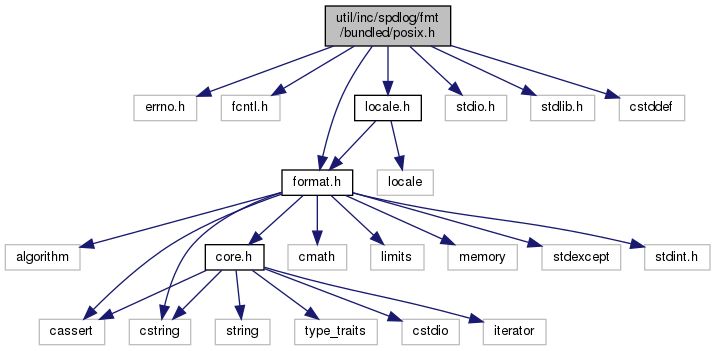 util/inc/spdlog/fmt
/bundled/posix.h
errno.h
fcntl.h
locale.h
stdio.h
stdlib.h
cstddef
format.h
locale
algorithm
core.h
cmath
limits
memory
stdexcept
stdint.h
cassert
cstring
string
type_traits
cstdio
iterator